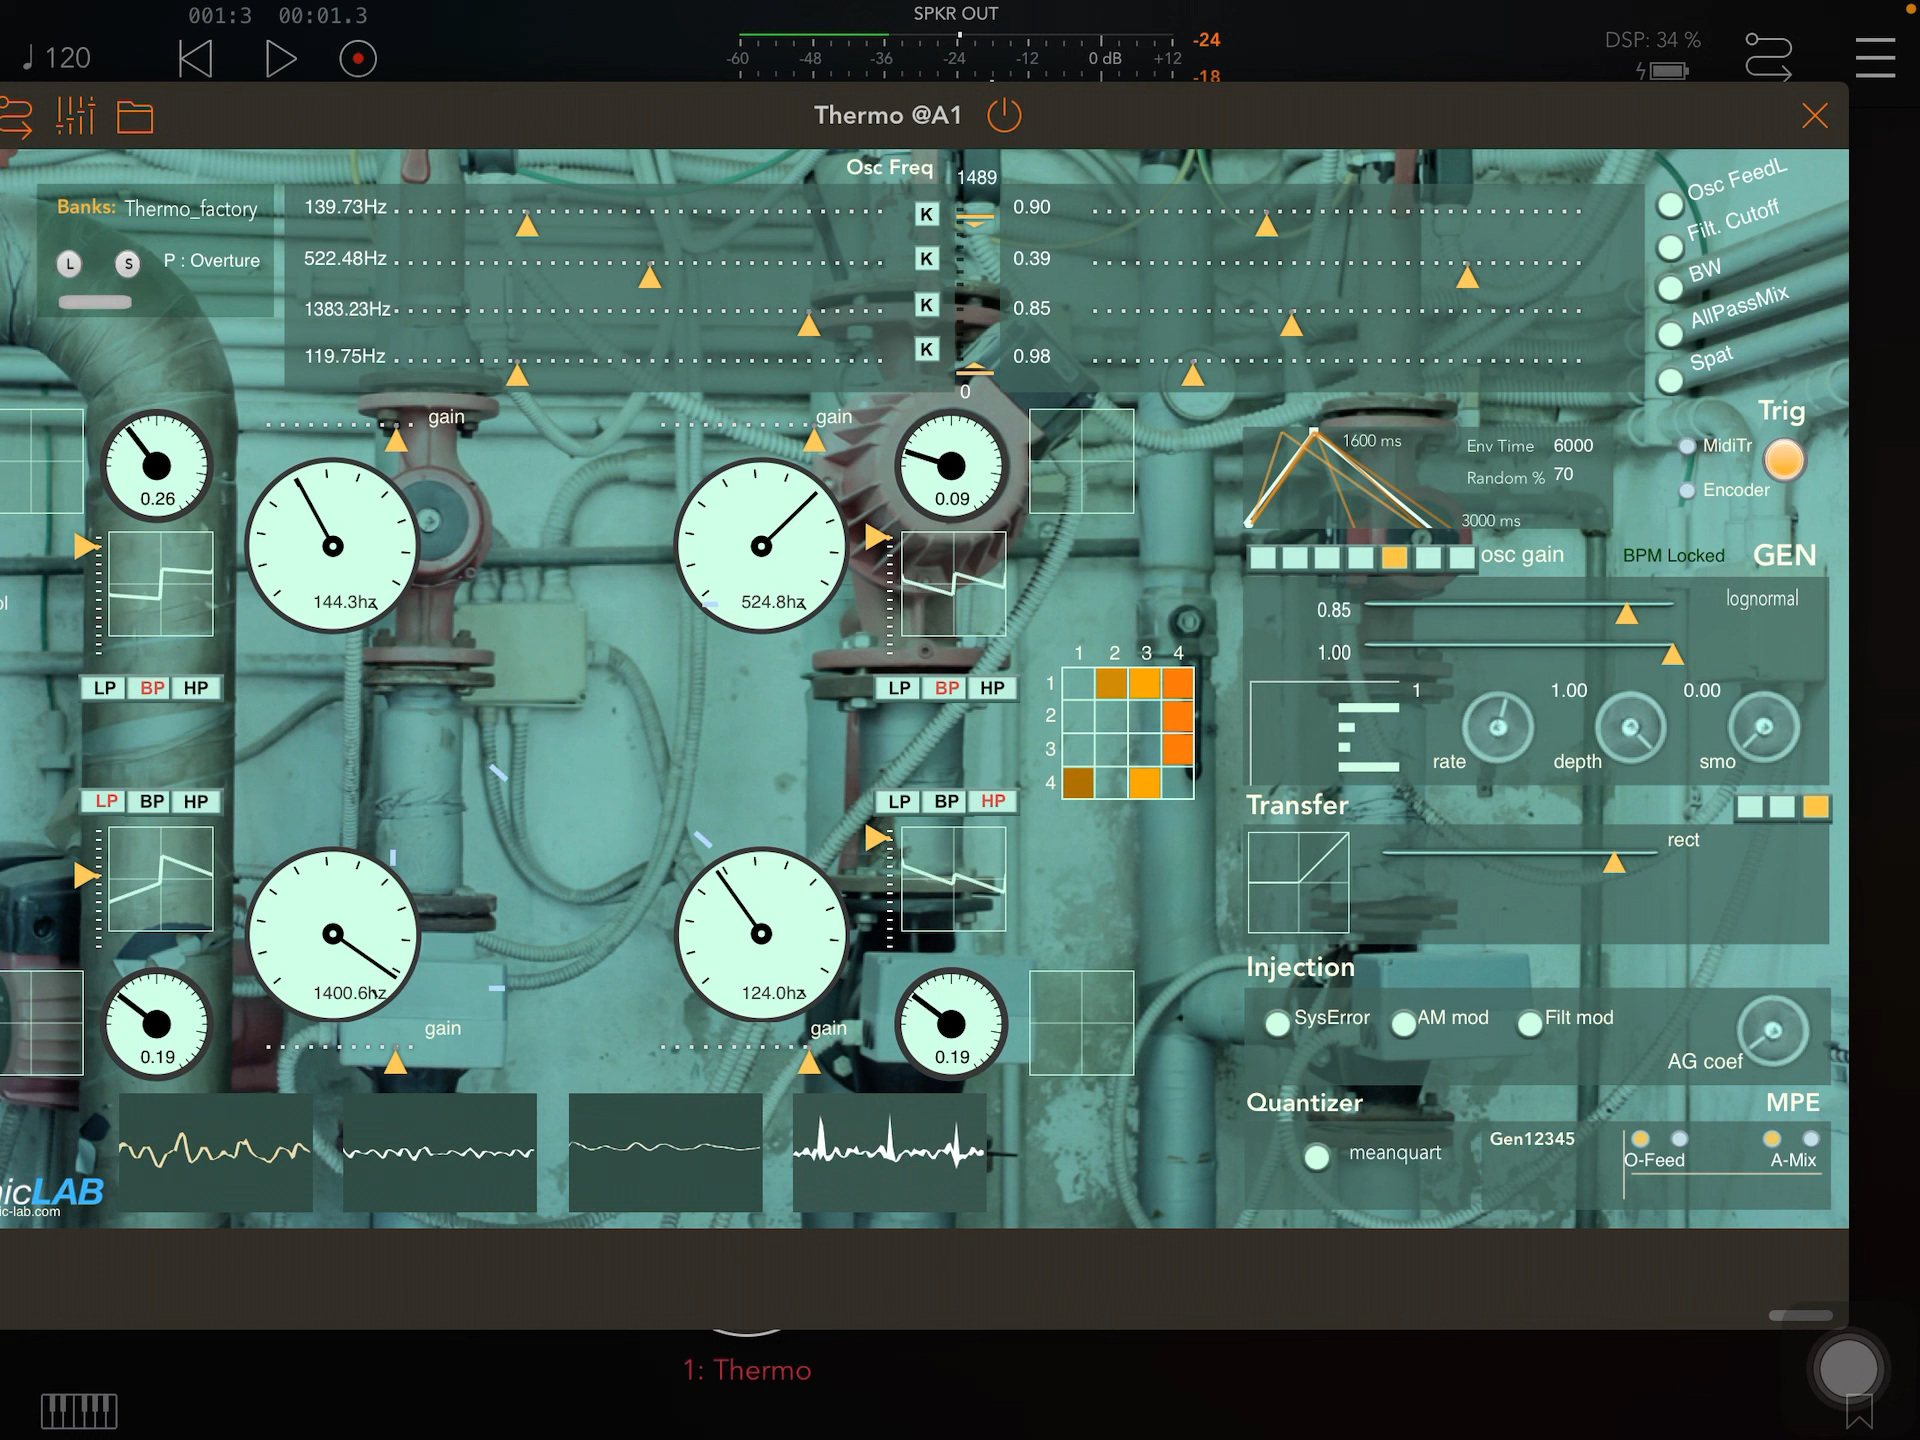 001:3 00:01.3
SPKR OUT
120
-60 -48 -36 -24 -12 0 dB +12
-24
-18
DSP: 34 %
Thermo @A1
Osc Freq
1489
Banks: Thermo_factory
L S P : Overture
139.73Hz K 0.90
522.48Hz K 0.39
1383.23Hz K 0.85
119.75Hz K 0.98
0
Osc FeedL
Filt. Cutoff
BW
AllPassMix
Spat
Trig
MidiTr
Encoder
gain gain
0.26
0.09
144.3hz
524.8hz
1600 ms
Env Time 6000
Random % 70
3000 ms
osc gain BPM Locked GEN
lognormal
0.85
1.00
ol
1 2 3 4
1
2
3
4
LP BP HP
LP BP HP
LP BP HP
LP BP HP
1 1.00 0.00
rate depth smo
Transfer
rect
1400.6hz
124.0hz
gain gain
0.19
0.19
Injection
SysError AM mod Filt mod
AG coef
Quantizer MPE
meanquart
Gen12345
O-Feed A-Mix
nicLAB
ic-lab.com
1: Thermo